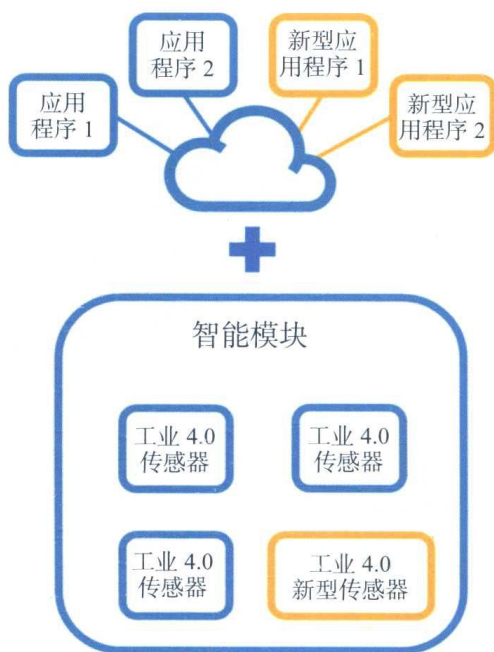 应用
程序 1
应用
程序 2
新型应
用程序 1
新型应
用程序 2
智能模块
工业 4.0
传感器
工业 4.0
传感器
工业 4.0
传感器
工业 4.0
新型传感器